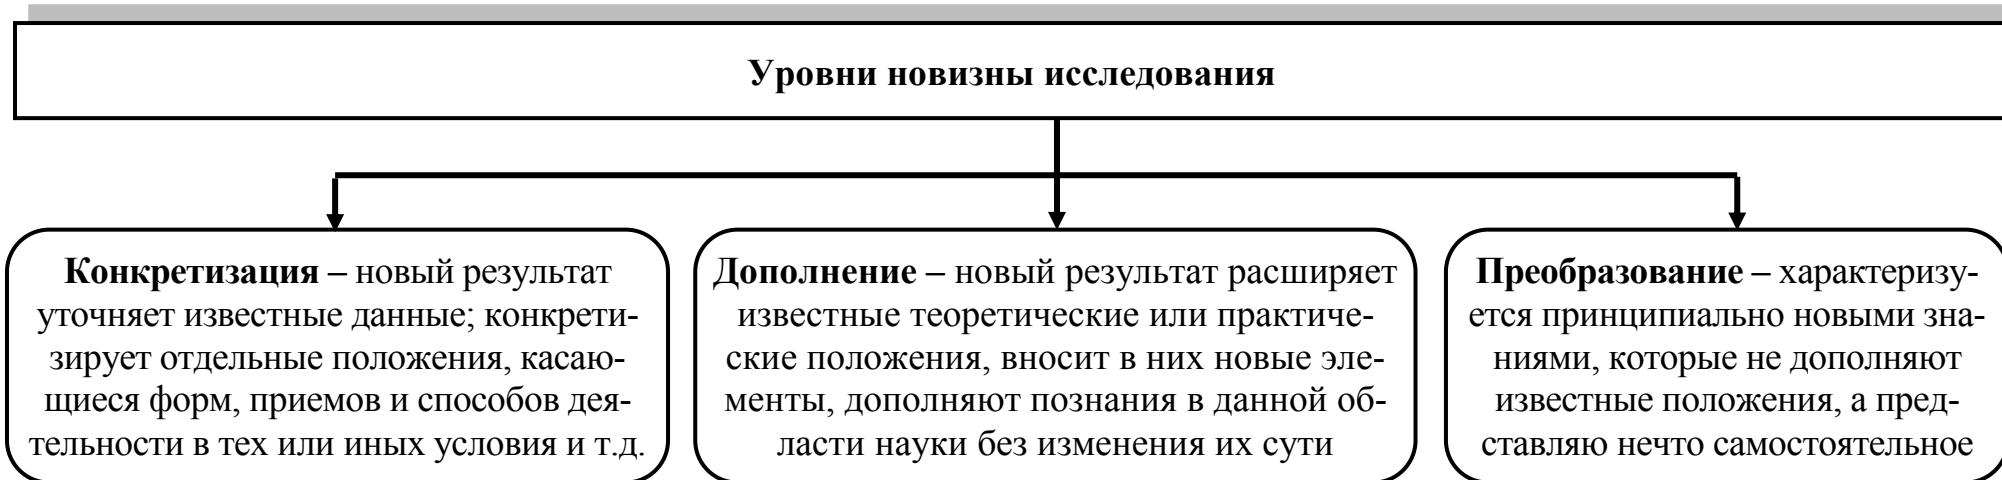 Уровни новизны исследования
Конкретизация – новый результат
уточняет известные данные; конкрети-
зирует отдельные положения, касаю-
щиеся форм, приемов и способов дея-
тельности в тех или иных условия и т.д.
Дополнение – новый результат расширяет
известные теоретические или практиче-
ские положения, вносит в них новые эле-
менты, дополняют познания в данной об-
ласти науки без изменения их сути
Преобразование – характеризу-
ется принципиально новыми зна-
ниями, которые не дополняют
известные положения, а пред-
ставляю нечто самостоятельное